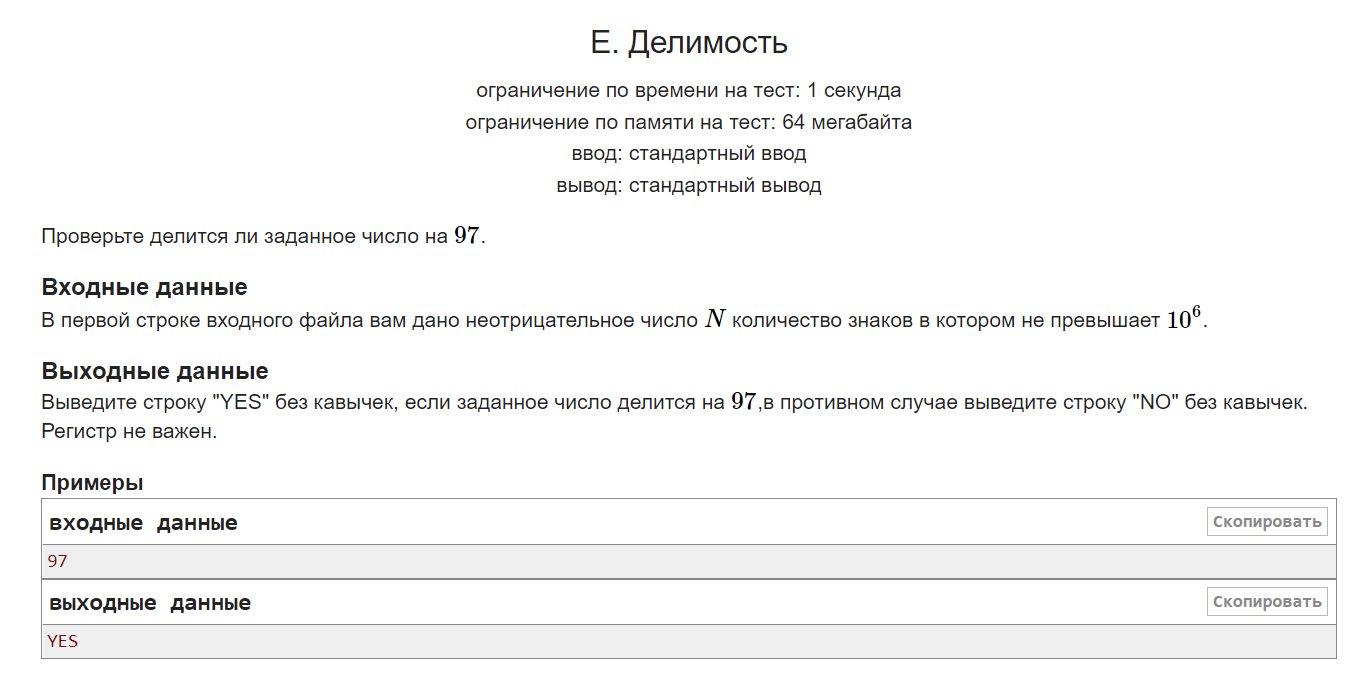 E. Делимость
ограничение по времени на тест: 1 секунда
ограничение по памяти на тест: 64 мегабайта
ввод: стандартный ввод
вывод: стандартный вывод
Проверьте делится ли заданное число на 97.
Входные данные
В первой строке входного файла вам дано неотрицательное число N количество знаков в котором не превышает 10^6.
Выходные данные
Выведите строку "YES" без кавычек, если заданное число делится на 97,в противном случае выведите строку "NO" без кавычек.
Регистр не важен.
Примеры
входные данные
Скопировать
97
выходные данные
Скопировать
YES